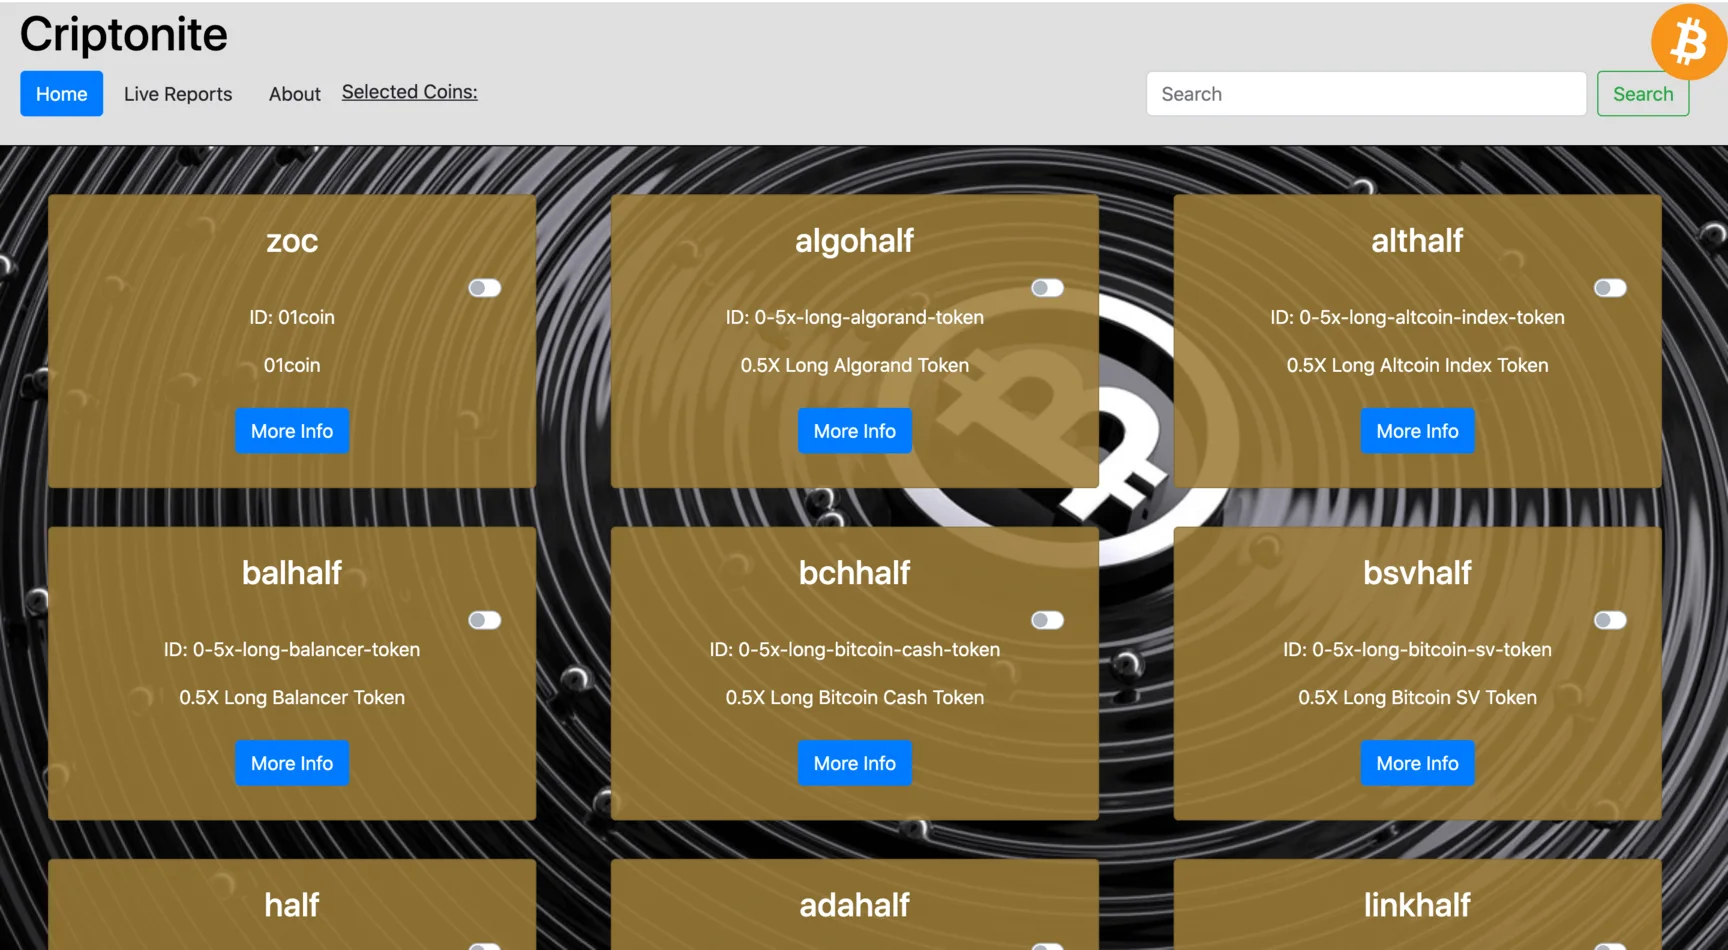 Criptonite
Home
Live Reports
About
Selected Coins:
Search
Search
zoc
ID: 01coin
01coin
More Info
algohalf
ID: 0-5x-long-algorand-token
0.5X Long Algorand Token
More Info
althalf
ID: 0-5x-long-altcoin-index-token
0.5X Long Altcoin Index Token
More Info
balhalf
ID: 0-5x-long-balancer-token
0.5X Long Balancer Token
More Info
bchhalf
ID: 0-5x-long-bitcoin-cash-token
0.5X Long Bitcoin Cash Token
More Info
bsvhalf
ID: 0-5x-long-bitcoin-sv-token
0.5X Long Bitcoin SV Token
More Info
half
adahalf
linkhalf